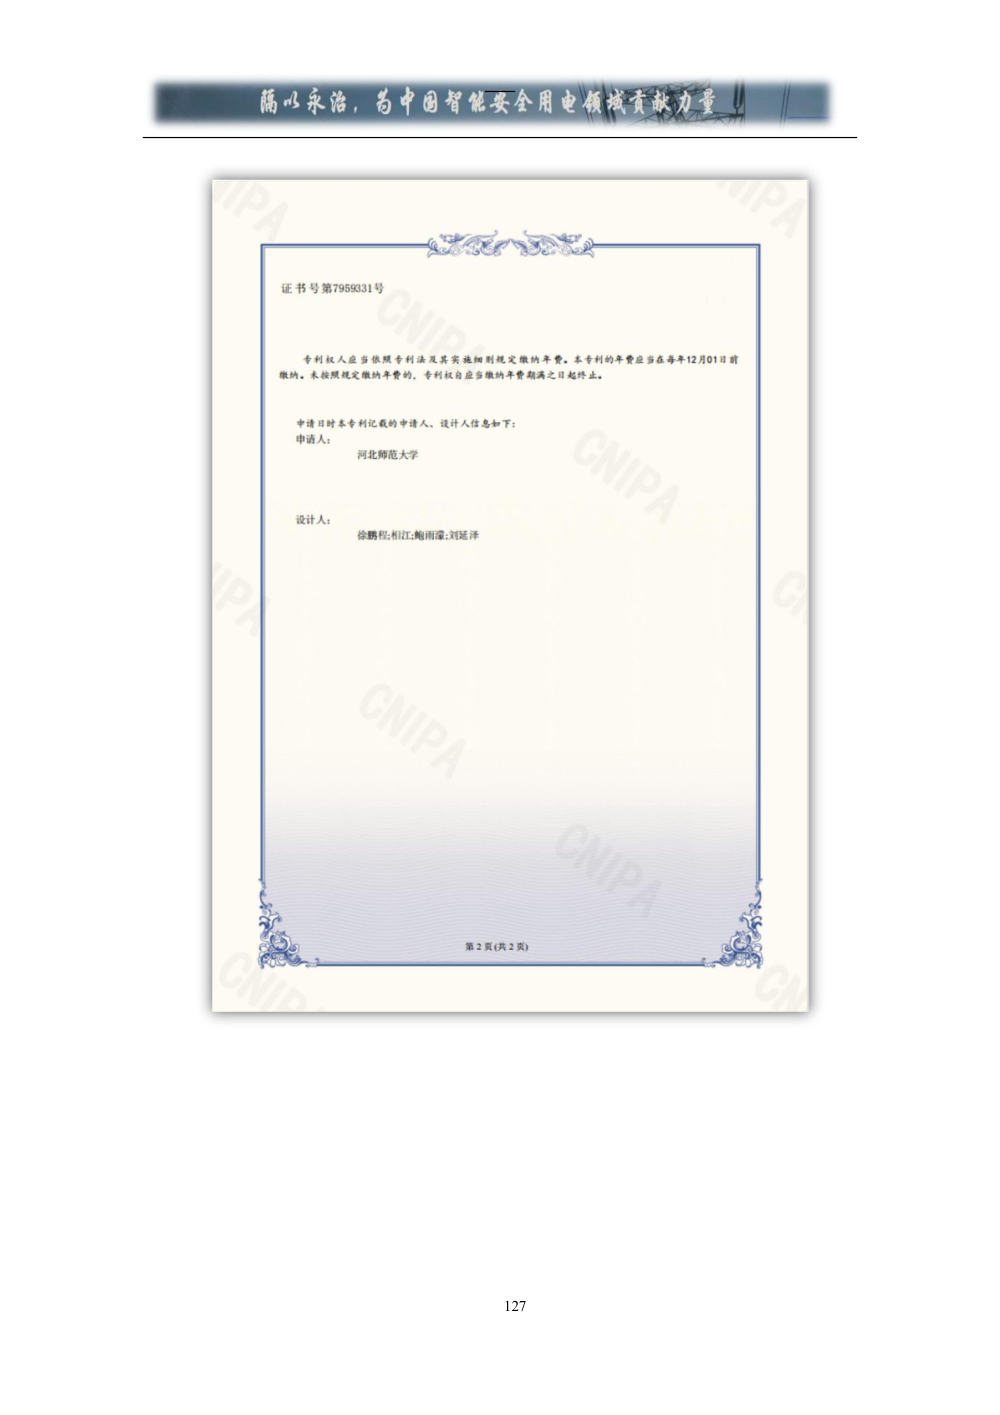 隔以永治，为中国智能安全用电领域贡献力量
证书号第7959331号
专利权人应当依照专利法及其实施细则规定缴纳年费。本专利的年费应当在每年12月01日前
缴纳。未按照规定缴纳年费的，专利权自应当缴纳年费期满之日起终止。
申请日时本专利记载的申请人、设计人信息如下：
申请人：
河北师范大学
设计人：
徐鹏程;相江;鲍雨濛;刘延泽
CNIPA
CNIPA
CNIPA
CNIPA
第 2 页 (共 2 页)
127